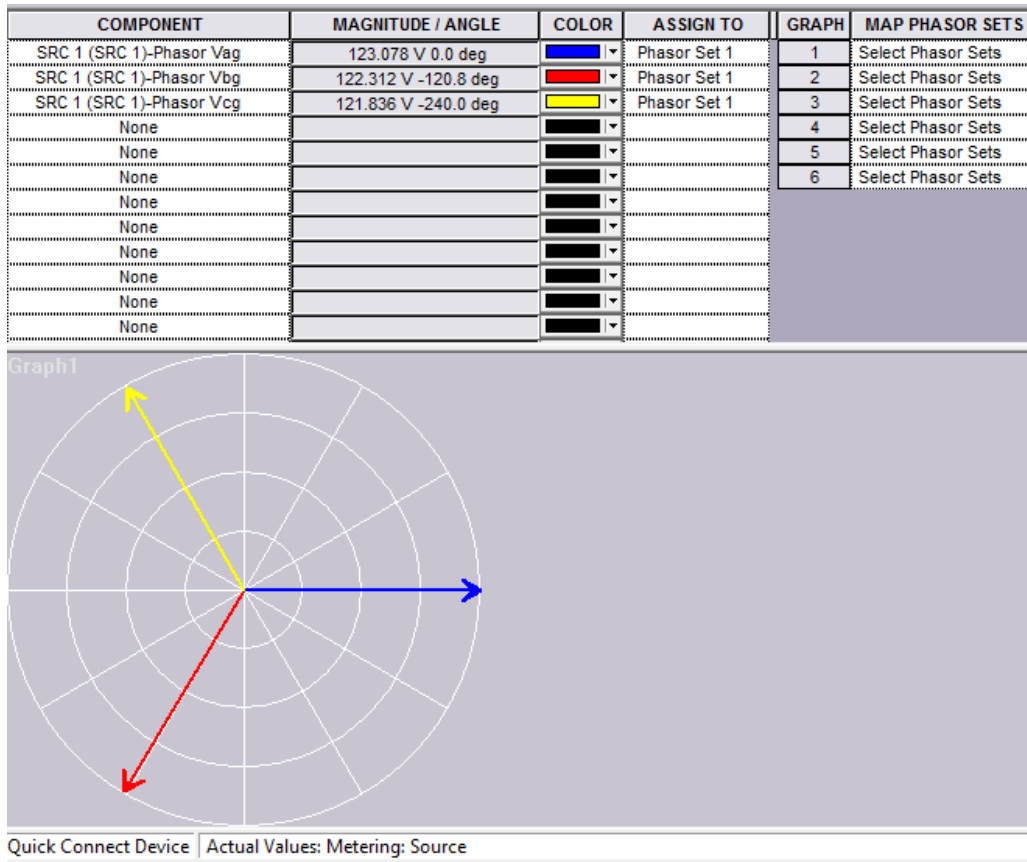 COMPONENT MAGNITUDE / ANGLE COLOR ASSIGN TO GRAPH MAP PHASOR SETS
SRC 1 (SRC 1)-Phasor Vag 123.078 V 0.0 deg Phasor Set 1 1 Select Phasor Sets
SRC 1 (SRC 1)-Phasor Vbg 122.312 V -120.8 deg Phasor Set 1 2 Select Phasor Sets
SRC 1 (SRC 1)-Phasor Vcg 121.836 V -240.0 deg Phasor Set 1 3 Select Phasor Sets
None 4 Select Phasor Sets
None 5 Select Phasor Sets
None 6 Select Phasor Sets
None
None
None
None
None
None
Graph1
Quick Connect Device Actual Values: Metering: Source